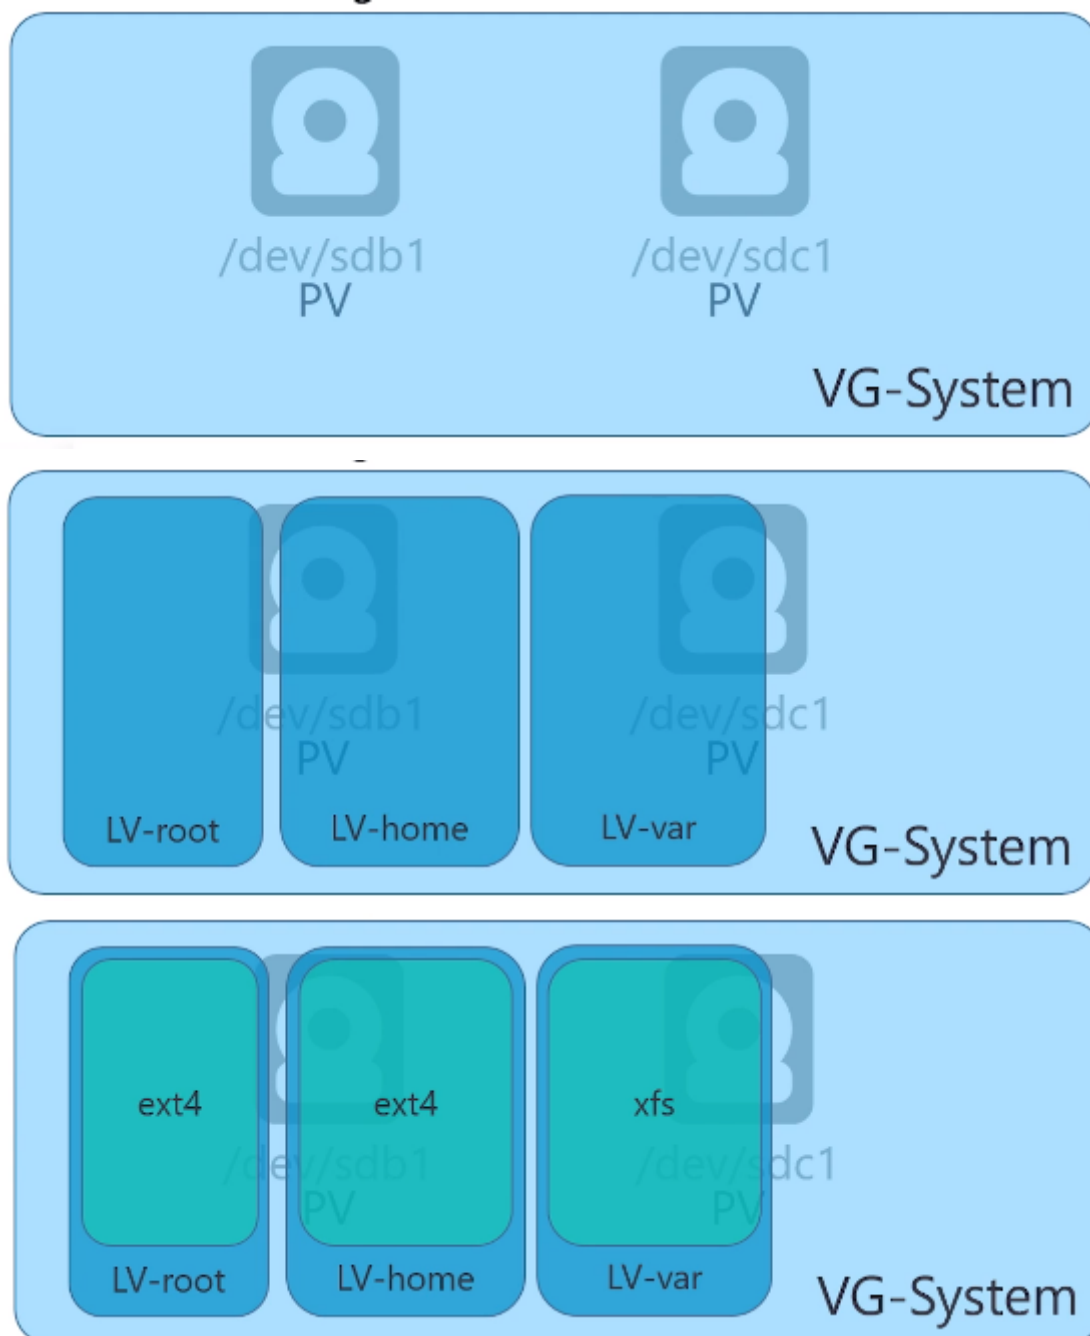 /dev/sdb1
PV
/dev/sdc1
PV
VG-System
/dev/sdb1
PV
/dev/sdc1
PV
LV-root
LV-home
LV-var
VG-System
ext4
ext4
xfs
/dev/sdb1
PV
/dev/sdc1
PV
LV-root
LV-home
LV-var
VG-System